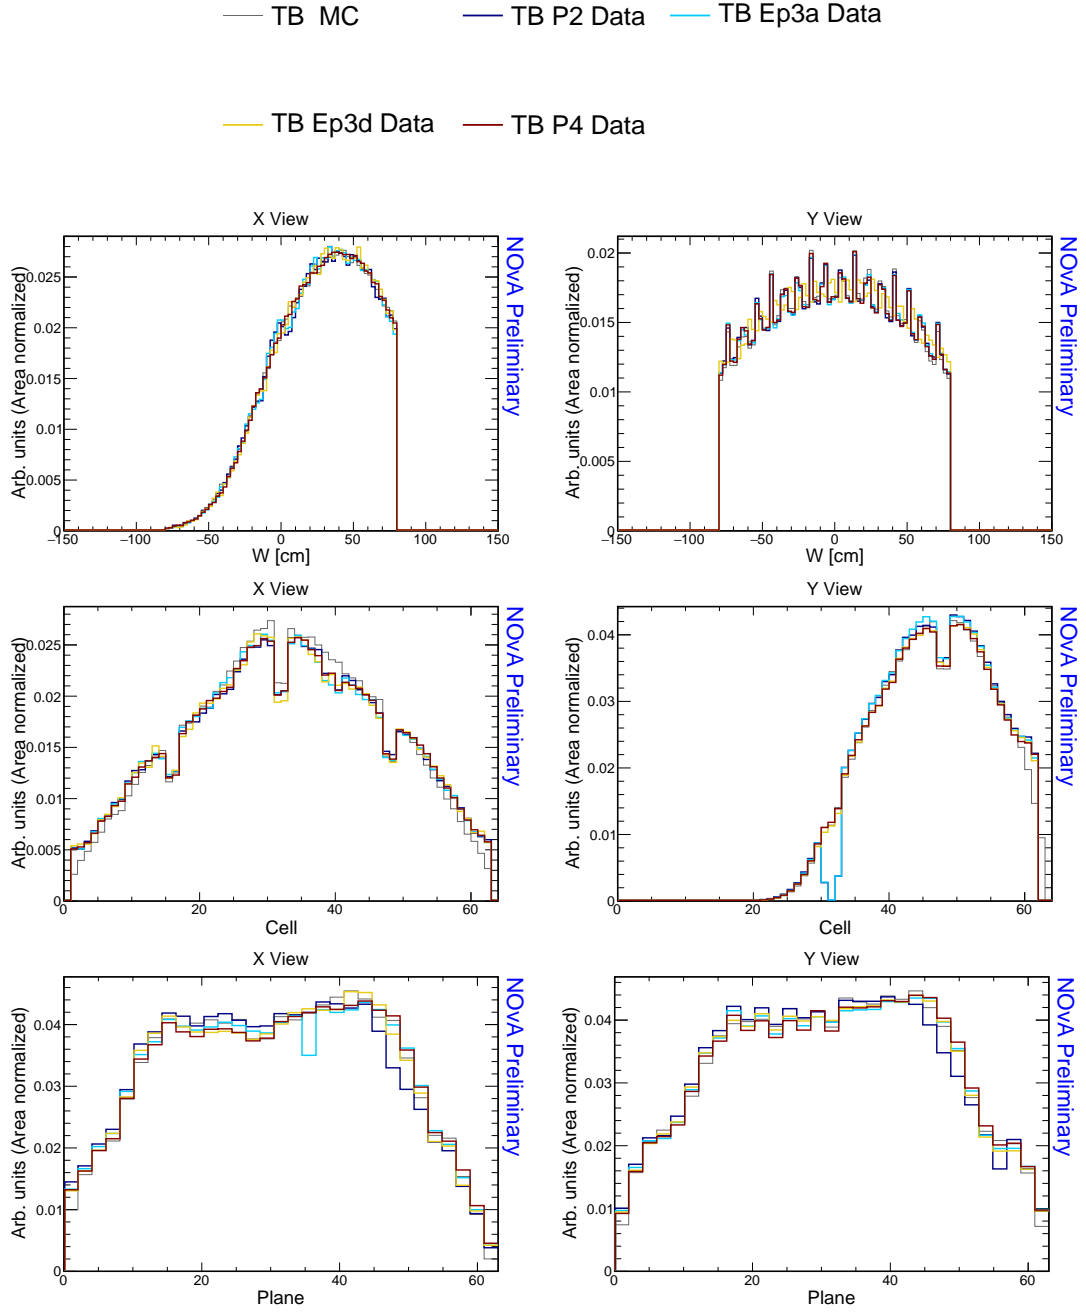 TB MC
TB P2 Data
TB Ep3a Data
TB Ep3d Data
TB P4 Data
X View
Arb. units (Area normalized)
0.025
0.02
0.015
0.01
0.005
0
−150 −100 −50 0 50 100 150
W [cm]
NOvA Preliminary
Y View
Arb. units (Area normalized)
0.02
0.015
0.01
0.005
0
−150 −100 −50 0 50 100 150
W [cm]
NOvA Preliminary
X View
Arb. units (Area normalized)
0.025
0.02
0.015
0.01
0.005
0
0 20 40 60
Cell
NOvA Preliminary
Y View
Arb. units (Area normalized)
0.04
0.03
0.02
0.01
0
0 20 40 60
Cell
NOvA Preliminary
X View
Arb. units (Area normalized)
0.04
0.03
0.02
0.01
0
0 20 40 60
Plane
NOvA Preliminary
Y View
Arb. units (Area normalized)
0.04
0.03
0.02
0.01
0
0 20 40 60
Plane
NOvA Preliminary